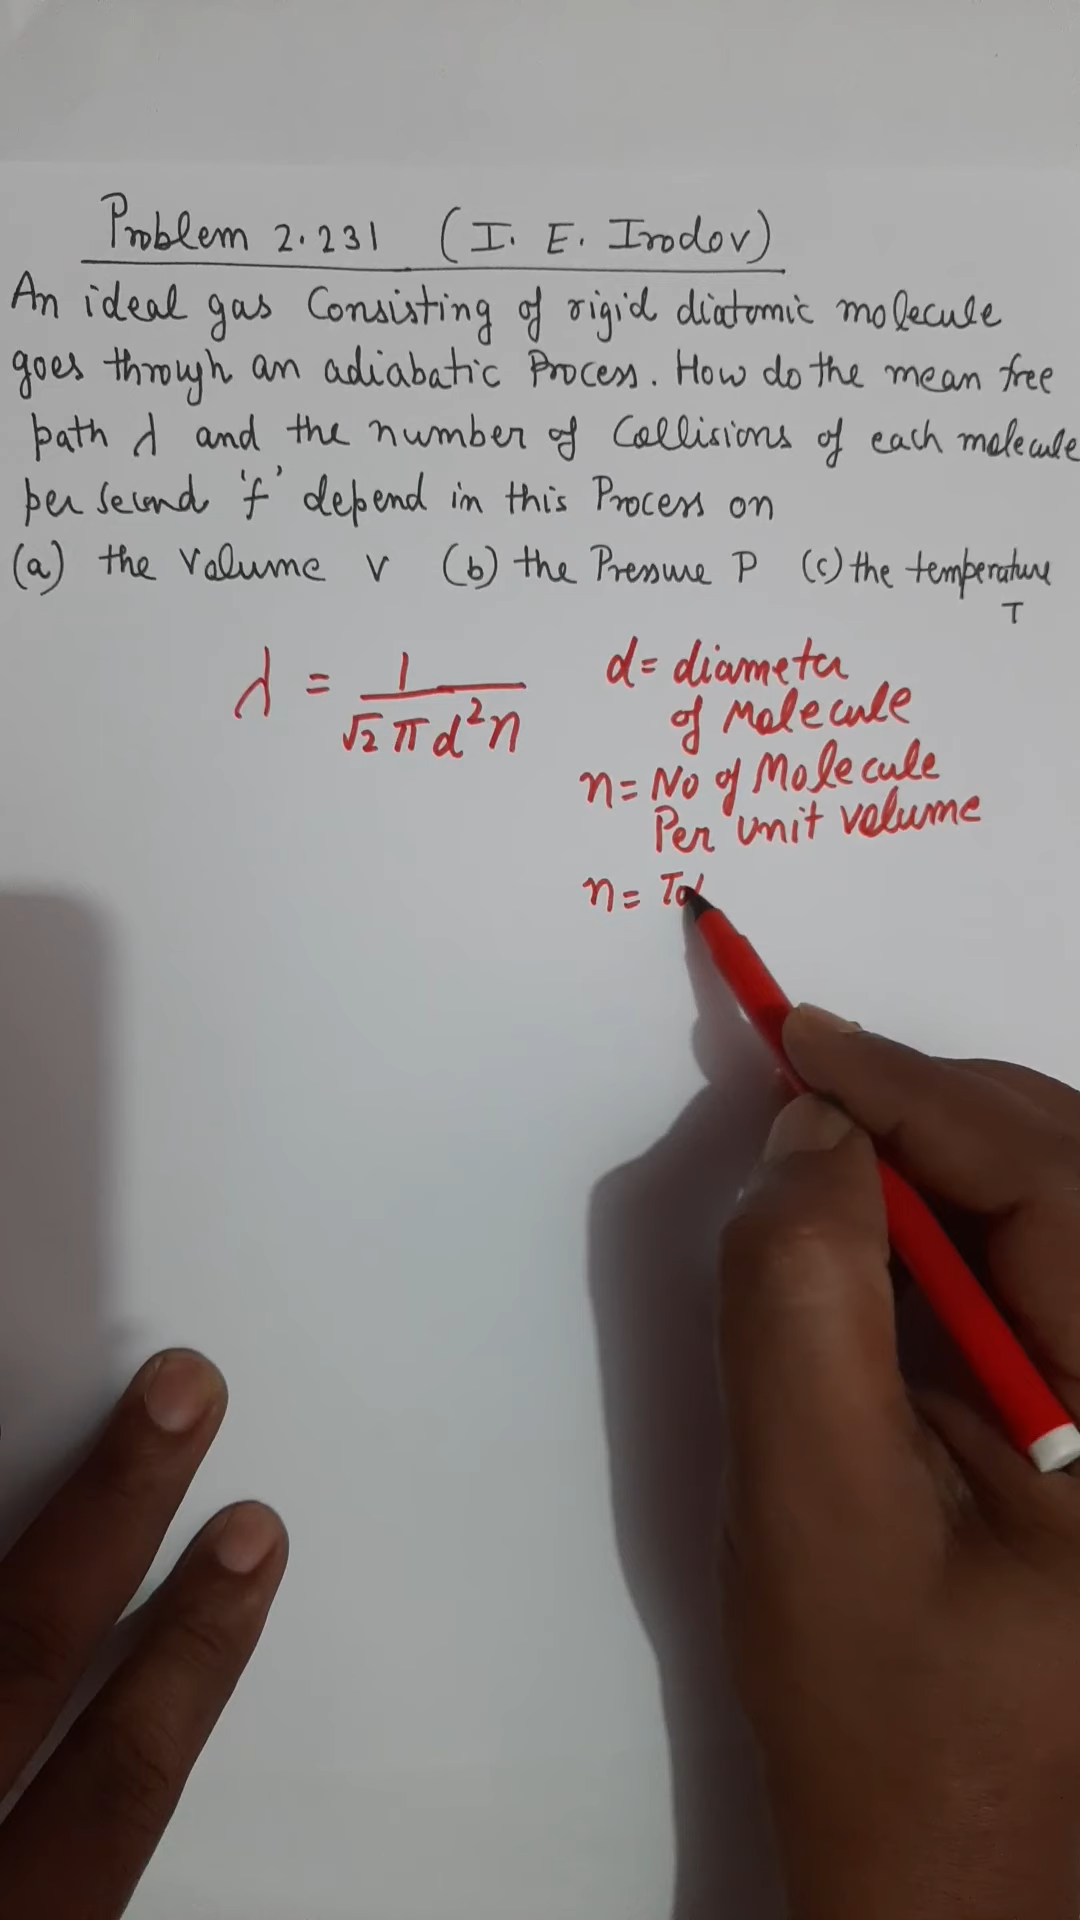 Problem 2.231 (I. E. Irodov)
An ideal gas Consisting of rigid diatomic molecule
goes through an adiabatic Process. How do the mean free
path λ and the number of Collisions of each molecule
per second 'f' depend in this Process on
(a) the Volume V (b) the Pressure P (c) the temperature
T
λ = 1/√2 π d²n
d = diameter
of Molecule
n = No of Molecule
Per unit volume
n = To